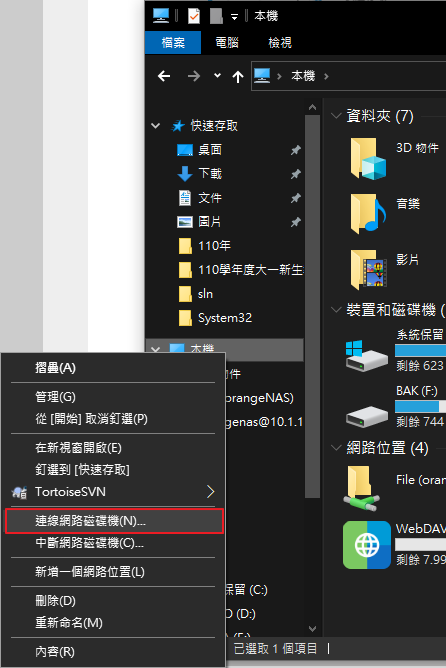 本機
檔案 電腦 檢視
本機
快速存取
桌面
下載
文件
圖片
110年
110學年度大一新生
sln
System32
本機
資料夾 (7)
3D 物件
音樂
影片
裝置和磁碟機 (
系統保留
剩餘 623
BAK (F:)
剩餘 744
網路位置 (4)
File (oran
WebDAV
剩餘 7.99
摺疊(A)
管理(G)
從 [開始] 取消釘選(P)
在新視窗開啟(E)
釘選到 [快速存取]
TortoiseSVN
連線網路磁碟機(N)...
中斷網路磁碟機(C)...
新增一個網路位置(L)
刪除(D)
重新命名(M)
內容(R)
物件
orangeNAS)
genas@10.1.1
保留 (C:)
D (D:)
(E:)
已選取 1 個項目